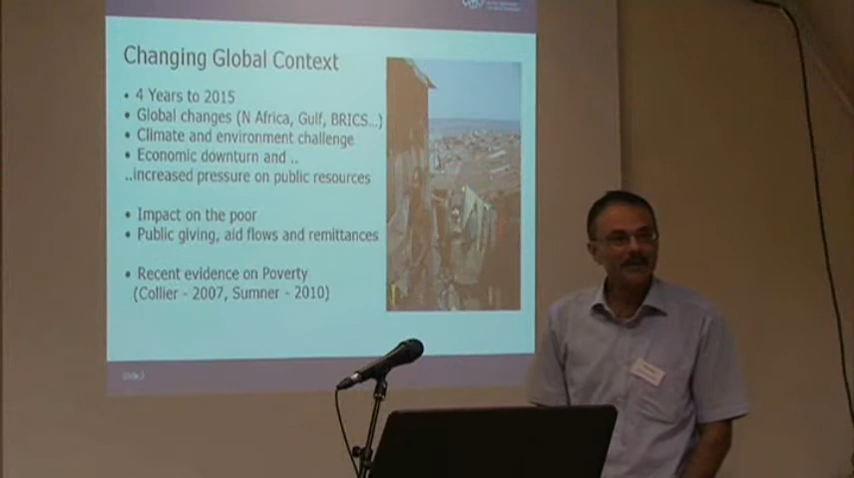 Changing Global Context
• 4 Years to 2015
• Global changes (N Africa, Gulf, BRICS...)
• Climate and environment challenge
• Economic downturn and ..
..increased pressure on public resources
• Impact on the poor
• Public giving, aid flows and remittances
• Recent evidence on Poverty
(Collier - 2007, Sumner - 2010)